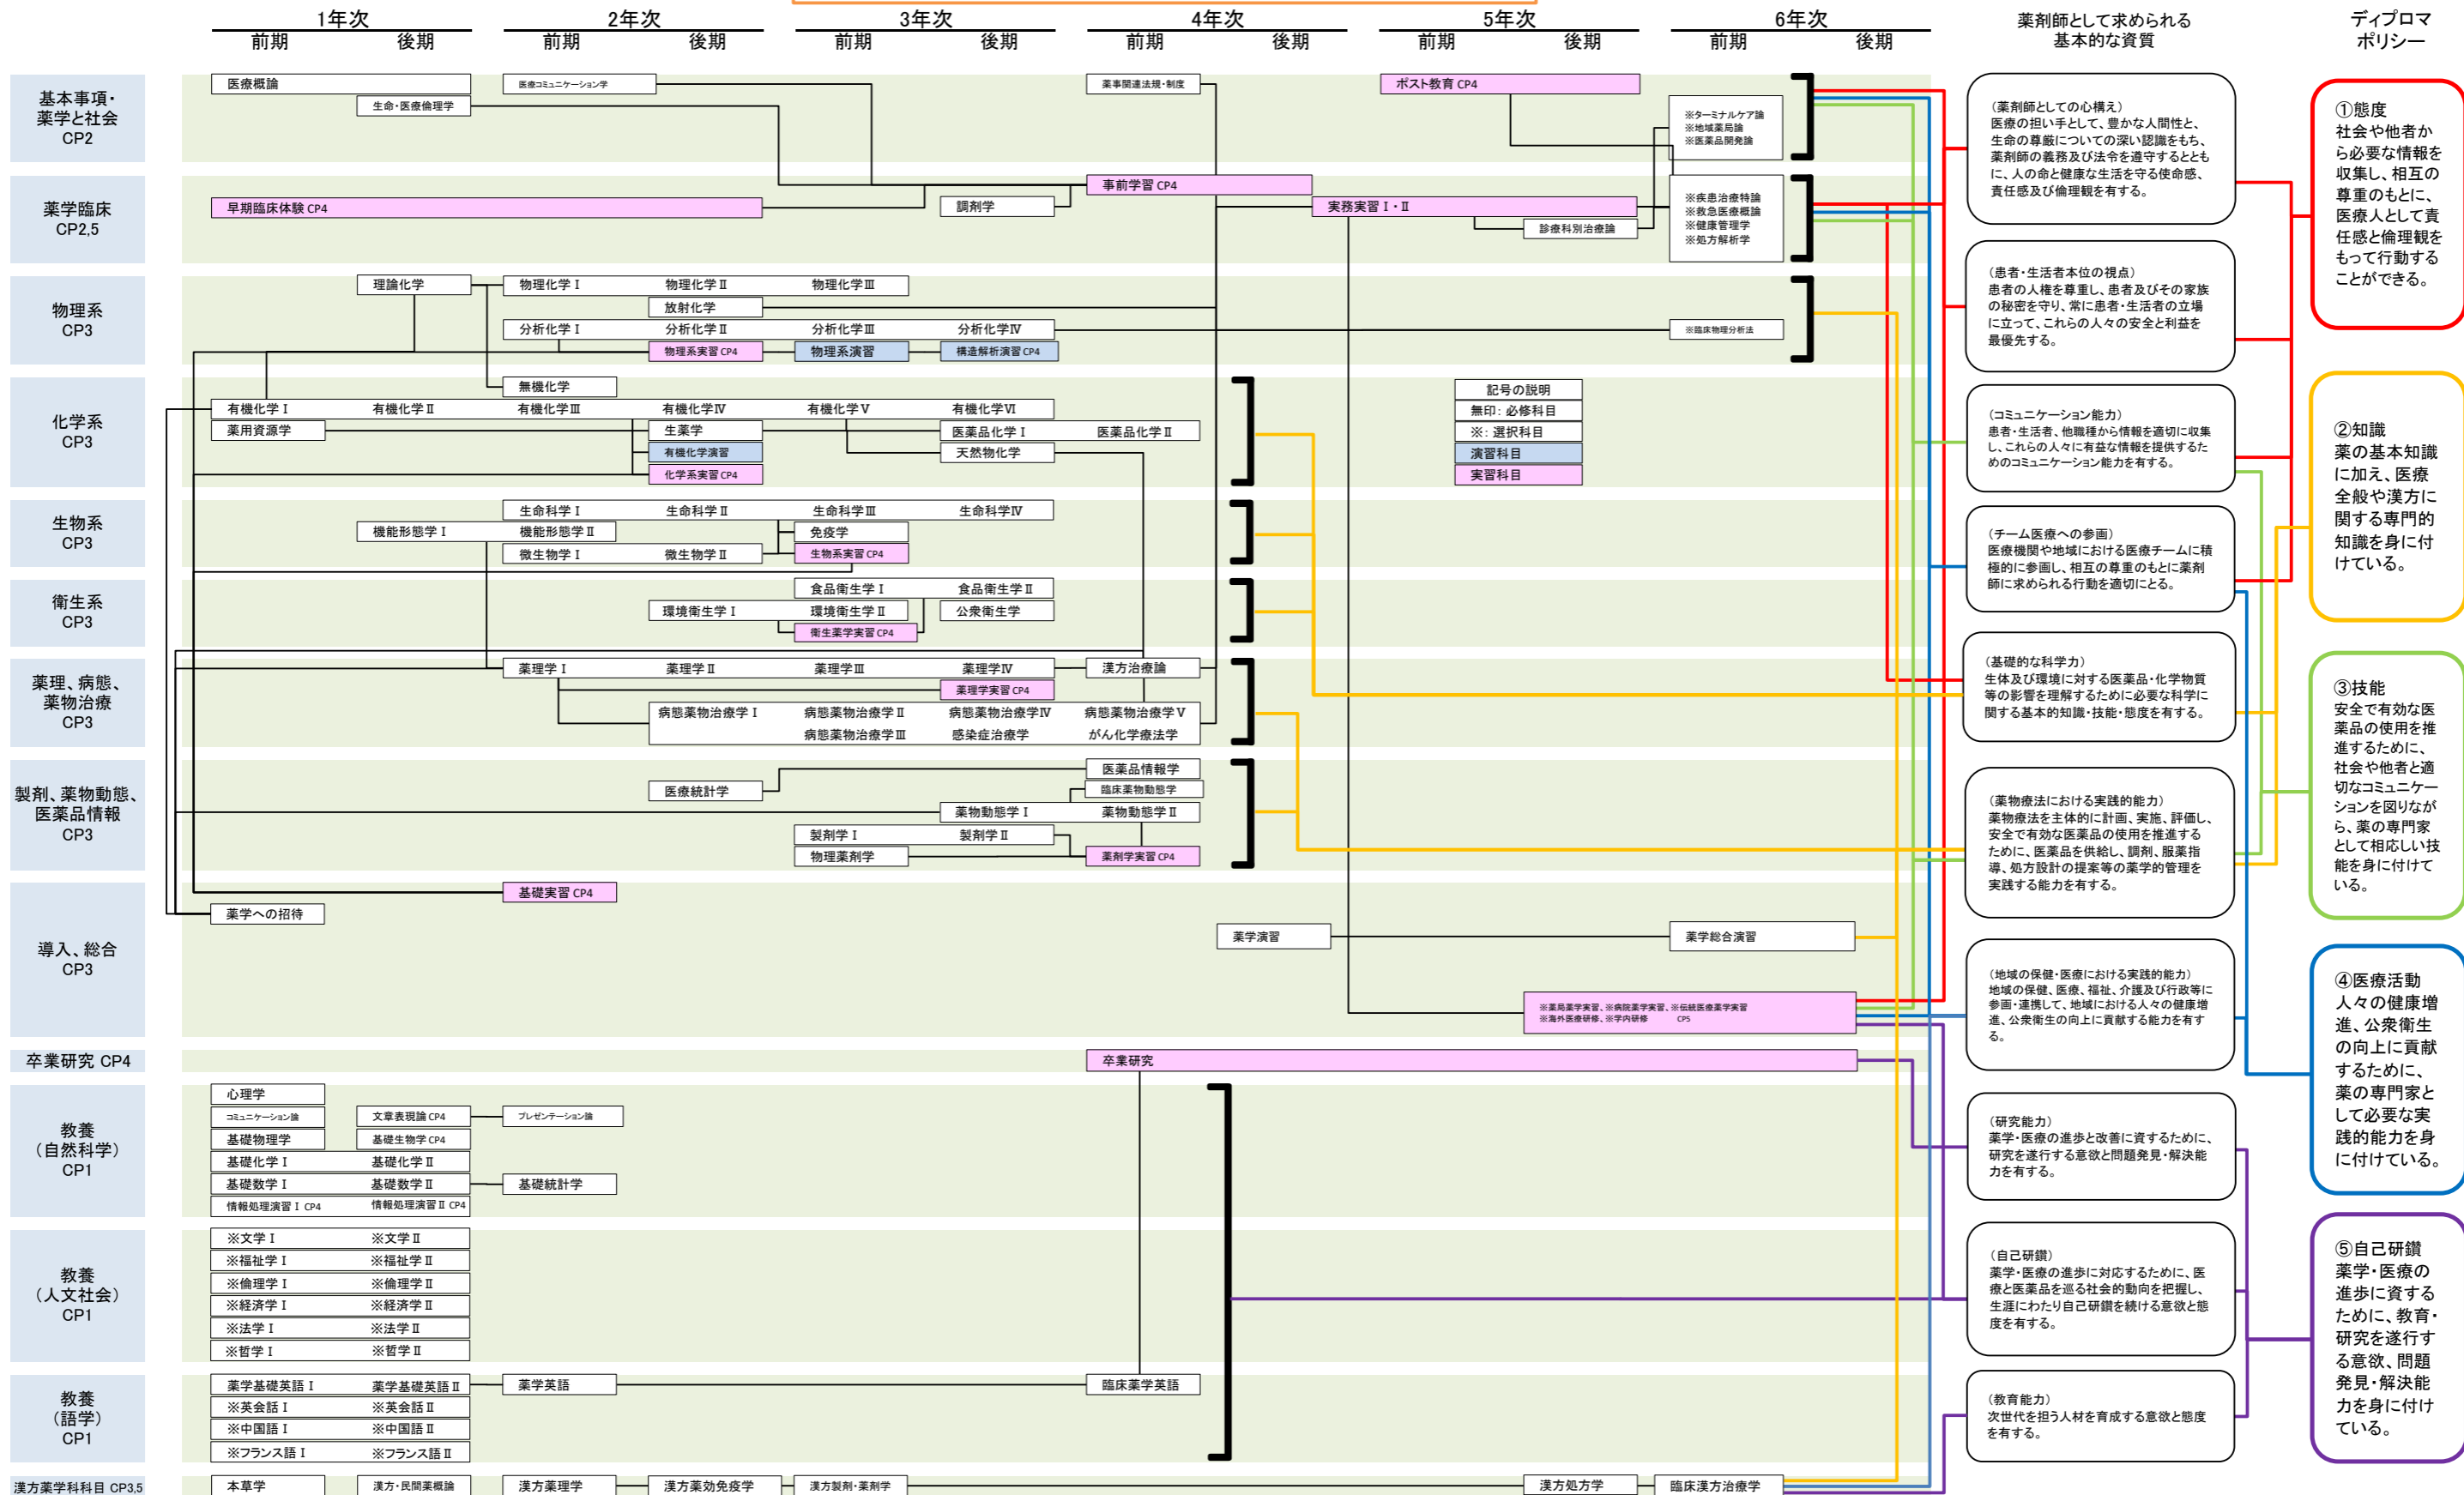 1年次
2年次
3年次
4年次
5年次
6年次
前期
後期
前期
後期
前期
後期
前期
後期
前期
後期
前期
後期
薬剤師として求められる
基本的な資質
ディプロマ
ポリシー
基本事項・
薬学と社会
CP2
医療概論
医療コミュニケーション学
薬事関連法規・制度
ポスト教育 CP4
生命・医療倫理学
※ターミナルケア論
※地域薬局論
※医薬品開発論
薬学臨床
CP2,5
事前学習 CP4
早期臨床体験 CP4
調剤学
実務実習Ⅰ・Ⅱ
診療科別治療論
※疾患治療特論
※救急医療概論
※健康管理学
※処方解析学
物理系
CP3
理論化学
物理化学Ⅰ
物理化学Ⅱ
物理化学Ⅲ
放射化学
分析化学Ⅰ
分析化学Ⅱ
分析化学Ⅲ
分析化学Ⅳ
※臨床物理分析法
物理系実習 CP4
物理系演習
構造解析演習 CP4
化学系
CP3
無機化学
有機化学Ⅰ
有機化学Ⅱ
有機化学Ⅲ
有機化学Ⅳ
有機化学Ⅴ
有機化学Ⅵ
薬用資源学
生薬学
医薬品化学Ⅰ
医薬品化学Ⅱ
有機化学演習
天然物化学
化学系実習 CP4
記号の説明
無印: 必修科目
※: 選択科目
演習科目
実習科目
生物系
CP3
生命科学Ⅰ
生命科学Ⅱ
生命科学Ⅲ
生命科学Ⅳ
機能形態学Ⅰ
機能形態学Ⅱ
免疫学
微生物学Ⅰ
微生物学Ⅱ
生物系実習 CP4
衛生系
CP3
食品衛生学Ⅰ
食品衛生学Ⅱ
環境衛生学Ⅰ
環境衛生学Ⅱ
公衆衛生学
衛生薬学実習 CP4
薬理、病態、
薬物治療
CP3
薬理学Ⅰ
薬理学Ⅱ
薬理学Ⅲ
薬理学Ⅳ
漢方治療論
薬理学実習 CP4
病態薬物治療学Ⅰ
病態薬物治療学Ⅱ
病態薬物治療学Ⅳ
病態薬物治療学Ⅴ
病態薬物治療学Ⅲ
感染症治療学
がん化学療法学
製剤、薬物動態、
医薬品情報
CP3
医薬品情報学
医療統計学
臨床薬物動態学
薬物動態学Ⅰ
薬物動態学Ⅱ
製剤学Ⅰ
製剤学Ⅱ
物理薬剤学
薬剤学実習 CP4
導入、総合
CP3
基礎実習 CP4
薬学への招待
薬学演習
薬学総合演習
※薬局薬学実習、※病院薬学実習、※伝統医療薬学実習
※海外医療研修、※学内研修 CP5
卒業研究 CP4
卒業研究
教養
（自然科学）
CP1
心理学
コミュニケーション論
文章表現論 CP4
プレゼンテーション論
基礎物理学
基礎生物学 CP4
基礎化学Ⅰ
基礎化学Ⅱ
基礎数学Ⅰ
基礎数学Ⅱ
基礎統計学
情報処理演習Ⅰ CP4
情報処理演習Ⅱ CP4
教養
（人文社会）
CP1
※文学Ⅰ
※文学Ⅱ
※福祉学Ⅰ
※福祉学Ⅱ
※倫理学Ⅰ
※倫理学Ⅱ
※経済学Ⅰ
※経済学Ⅱ
※法学Ⅰ
※法学Ⅱ
※哲学Ⅰ
※哲学Ⅱ
教養
（語学）
CP1
薬学基礎英語Ⅰ
薬学基礎英語Ⅱ
薬学英語
臨床薬学英語
※英会話Ⅰ
※英会話Ⅱ
※中国語Ⅰ
※中国語Ⅱ
※フランス語Ⅰ
※フランス語Ⅱ
漢方薬学科科目 CP3,5
本草学
漢方・民間薬概論
漢方薬理学
漢方薬効免疫学
漢方製剤・薬剤学
漢方処方学
臨床漢方治療学
（薬剤師としての心構え）
医療の担い手として、豊かな人間性と、
生命の尊厳についての深い認識をもち、
薬剤師の義務及び法令を遵守するととも
に、人の命と健康な生活を守る使命感、
責任感及び倫理観を有する。
（患者・生活者本位の視点）
患者の人権を尊重し、患者及びその家族
の秘密を守り、常に患者・生活者の立場
に立って、これらの人々の安全と利益を
最優先する。
（コミュニケーション能力）
患者・生活者、他職種から情報を適切に収集
し、これらの人々に有益な情報を提供するた
めのコミュニケーション能力を有する。
（チーム医療への参画）
医療機関や地域における医療チームに積
極的に参画し、相互の尊重のもとに薬剤
師に求められる行動を適切にとる。
（基礎的な科学力）
生体及び環境に対する医薬品・化学物質
等の影響を理解するために必要な科学に
関する基本的知識・技能・態度を有する。
（薬物療法における実践的能力）
薬物療法を主体的に計画、実施、評価し、
安全で有効な医薬品の使用を推進する
ために、医薬品を供給し、調剤、服薬指
導、処方設計の提案等の薬学的管理を
実践する能力を有する。
（地域の保健・医療における実践的能力）
地域の保健、医療、福祉、介護及び行政等に
参画・連携して、地域における人々の健康増
進、公衆衛生の向上に貢献する能力を有す
る。
（研究能力）
薬学・医療の進歩と改善に資するために、
研究を遂行する意欲と問題発見・解決能
力を有する。
（自己研鑽）
薬学・医療の進歩に対応するために、医
療と医薬品を巡る社会的動向を把握し、
生涯にわたり自己研鑽を続ける意欲と態
度を有する。
（教育能力）
次世代を担う人材を育成する意欲と態度
を有する。
①態度
社会や他者か
ら必要な情報を
収集し、相互の
尊重のもとに、
医療人として責
任感と倫理観を
もって行動する
ことができる。
②知識
薬の基本知識
に加え、医療
全般や漢方に
関する専門的
知識を身に付
けている。
③技能
安全で有効な医
薬品の使用を推
進するために、
社会や他者と適
切なコミュニケー
ションを図りなが
ら、薬の専門家
として相応しい技
能を身に付けて
いる。
④医療活動
人々の健康増
進、公衆衛生
の向上に貢献
するために、
薬の専門家と
して必要な実
践的能力を身
に付けている。
⑤自己研鑽
薬学・医療の
進歩に資する
ために、教育・
研究を遂行す
る意欲、問題
発見・解決能
力を身に付け
ている。